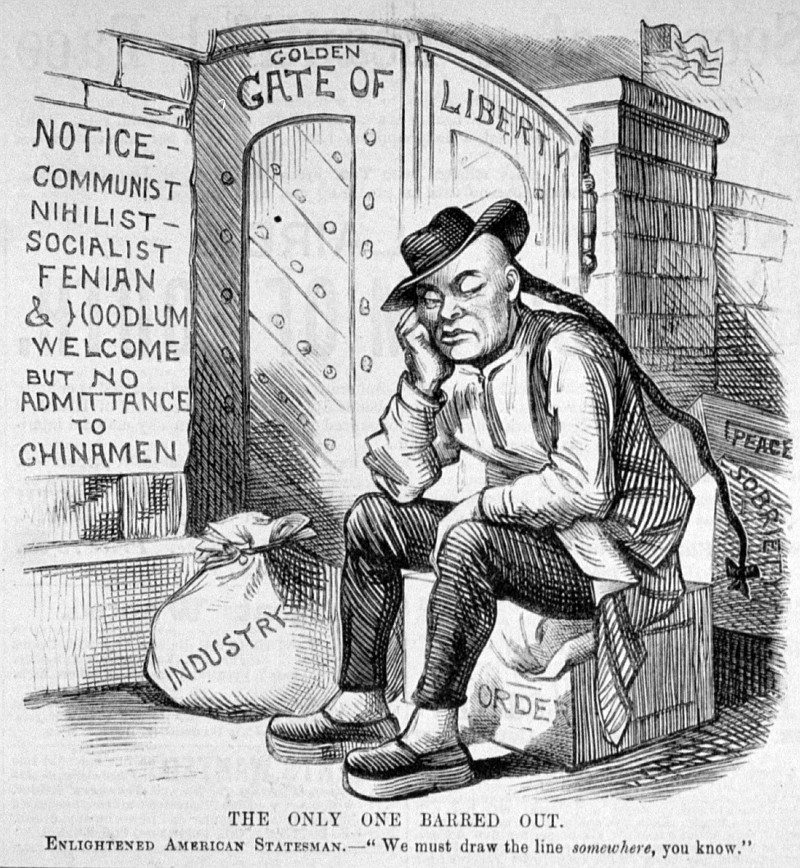 GOLDEN
GATE OF
LIBERTY
NOTICE -
COMMUNIST
NIHILIST -
SOCIALIST
FENIAN
& HOODLUM
WELCOME
BUT NO
ADMITTANCE
TO
CHINAMEN
PEACE
SOBRIETY
INDUSTRY
ORDER
THE ONLY ONE BARRED OUT.
ENLIGHTENED AMERICAN STATESMAN.—“ We must draw the line somewhere, you know.”